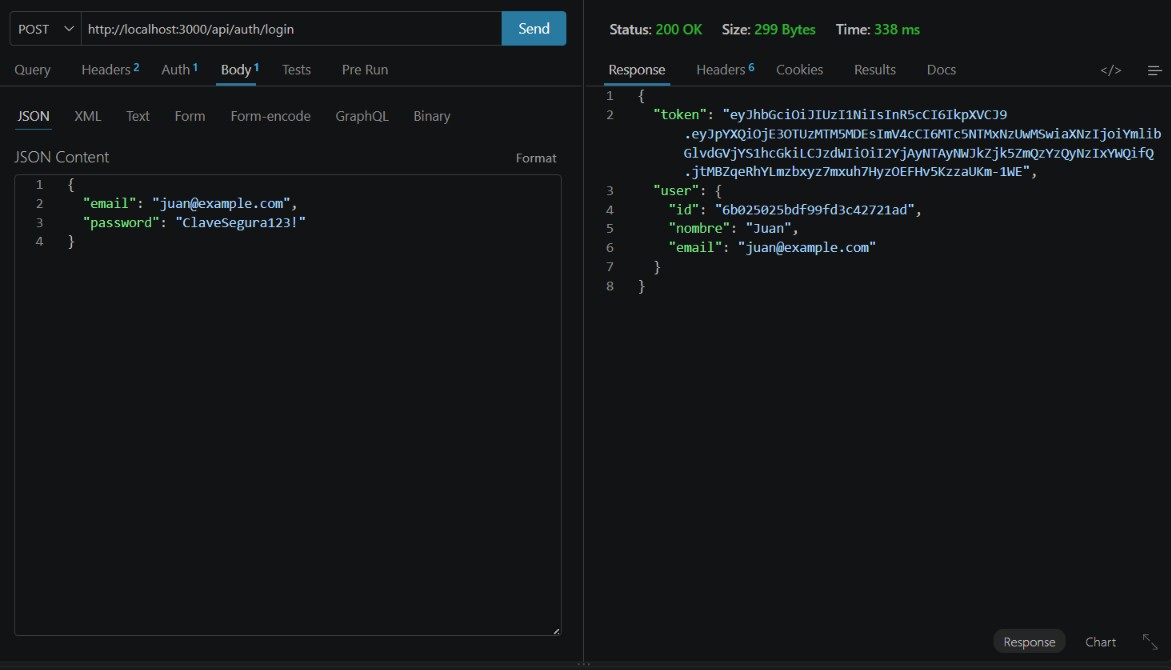 POST http://localhost:3000/api/auth/login Send
Query Headers 2 Auth 1 Body 1 Tests Pre Run
JSON XML Text Form Form-encode GraphQL Binary
JSON Content Format
1 {
2 "email": "juan@example.com",
3 "password": "ClaveSegura123!"
4 }
Status: 200 OK Size: 299 Bytes Time: 338 ms
Response Headers 6 Cookies Results Docs </>
1 {
2 "token": "eyJhbGciOiJIUzI1NiIsInR5cCI6IkpXVCJ9
.eyJpYXQiOjE3OTUzMTM5MDEsImV4cCI6MTc5NTMxNzUwMSwiaXNzIjoiYmlib
GlvdGVjYS1hcGkiLCJzdWIiOiI2YjAyNTAyNWJkZjk5ZmQzYzQyNzIxYWQifQ
.jtMBZqeRhYLmzbxyz7mxuh7HyzOEFHv5KzzaUKm-1WE",
3 "user": {
4 "id": "6b025025bdf99fd3c42721ad",
5 "nombre": "Juan",
6 "email": "juan@example.com"
7 }
8 }
Response Chart